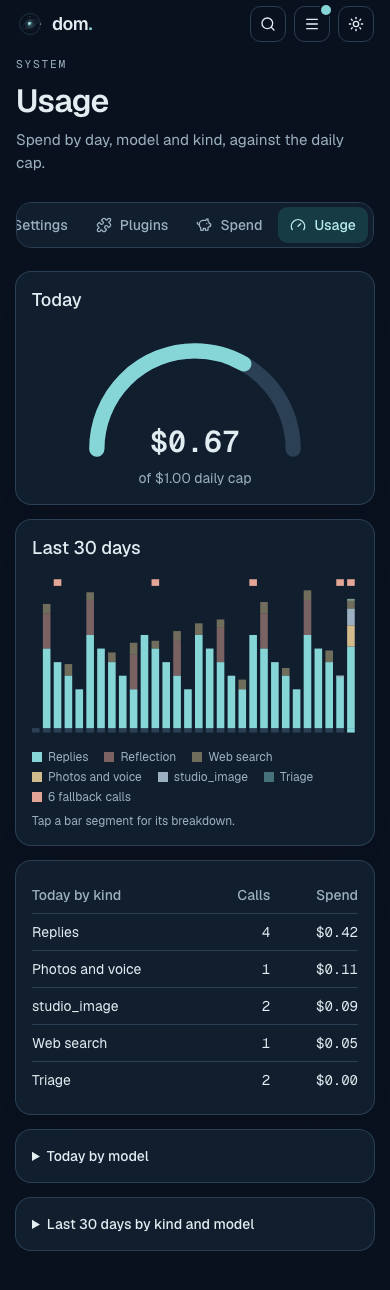 dom.
SYSTEM
Usage
Spend by day, model and kind, against the daily
cap.
Settings Plugins Spend Usage
Today
$0.67
of $1.00 daily cap
Last 30 days
Replies Reflection Web search
Photos and voice studio_image Triage
6 fallback calls
Tap a bar segment for its breakdown.
Today by kind Calls Spend
Replies 4 $0.42
Photos and voice 1 $0.11
studio_image 2 $0.09
Web search 1 $0.05
Triage 2 $0.00
Today by model
Last 30 days by kind and model